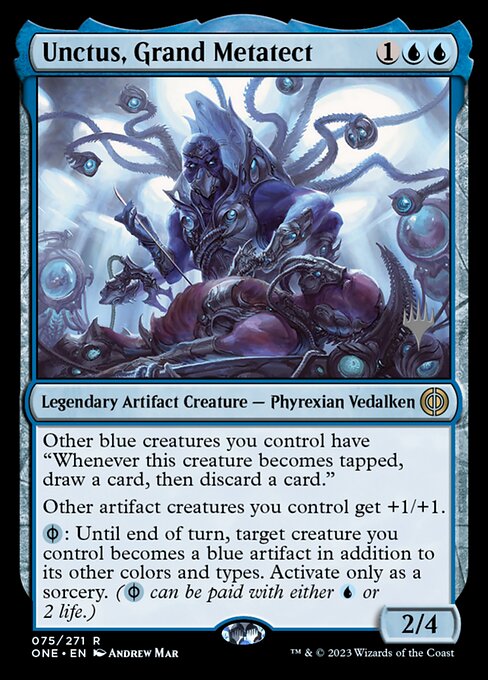 Unctus, Grand Metatect 1
Legendary Artifact Creature — Phyrexian Vedalken
Other blue creatures you control have
“Whenever this creature becomes tapped,
draw a card, then discard a card.”
Other artifact creatures you control get +1/+1.
: Until end of turn, target creature you
control becomes a blue artifact in addition to
its other colors and types. Activate only as a
sorcery. ( can be paid with either or
2 life.)
2/4
075/271 R
ONE • EN Andrew Mar
™ & © 2023 Wizards of the Coast